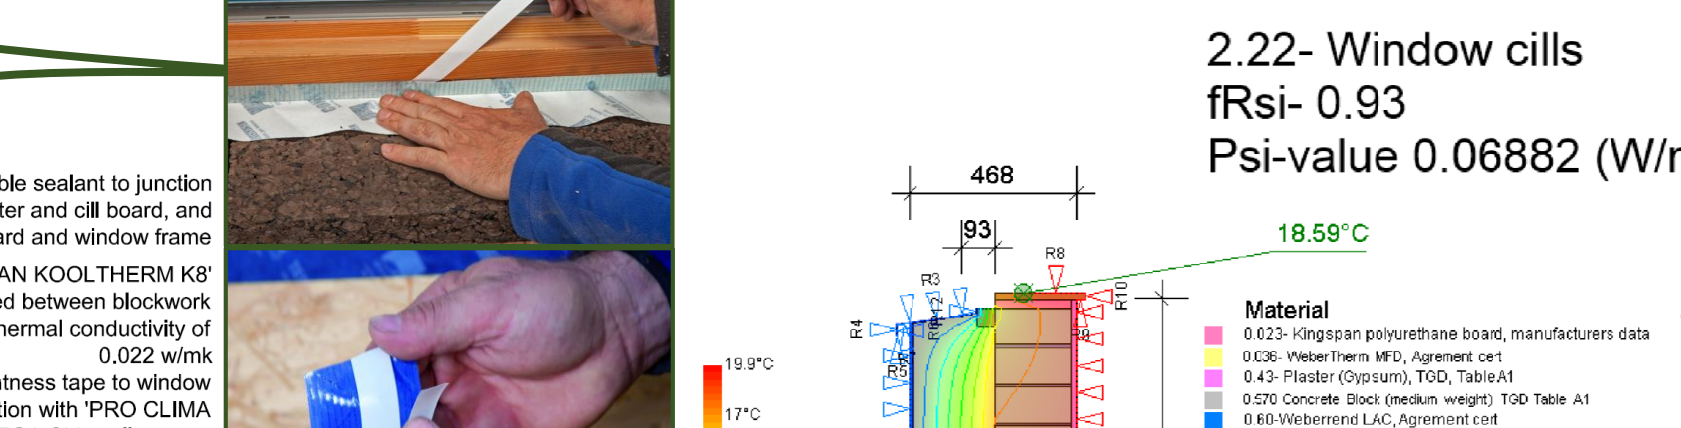 ble sealant to junction
ter and cill board, and
ard and window frame
AN KOOLTHERM K8'
ed between blockwork
hermal conductivity of
0.022 w/mk
tness tape to window
tion with 'PRO CLIMA
2.22- Window cills
fRsi- 0.93
Psi-value 0.06882 (W/r
468
93
18.59°C
R8
R3
R10
R4
R9
R5
19.9°C
17°C
Material
0.023- Kingspan polyurethane board, manufacturers data
0.036- WeberTherm MFD, Agrement cert
0.43- Plaster (Gypsum), TGD, TableA1
0.570 Concrete Block (medium weight) TGD Table A1
0.60-Weberrend LAC, Agrement cert